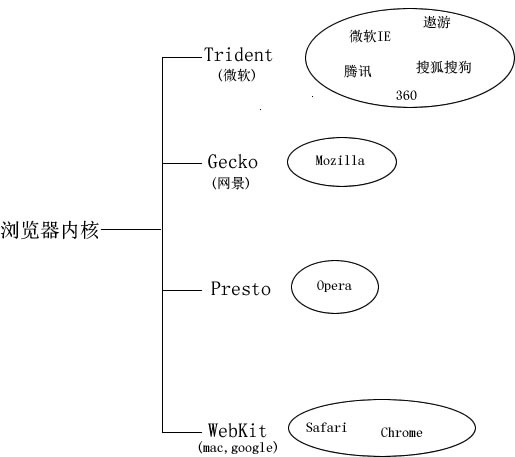 遨游
微软IE
Trident
腾讯
搜狐搜狗
(微软)
360
Gecko
Mozilla
(网景)
浏览器内核
Presto
Opera
WebKit
Safari
Chrome
(mac,google)